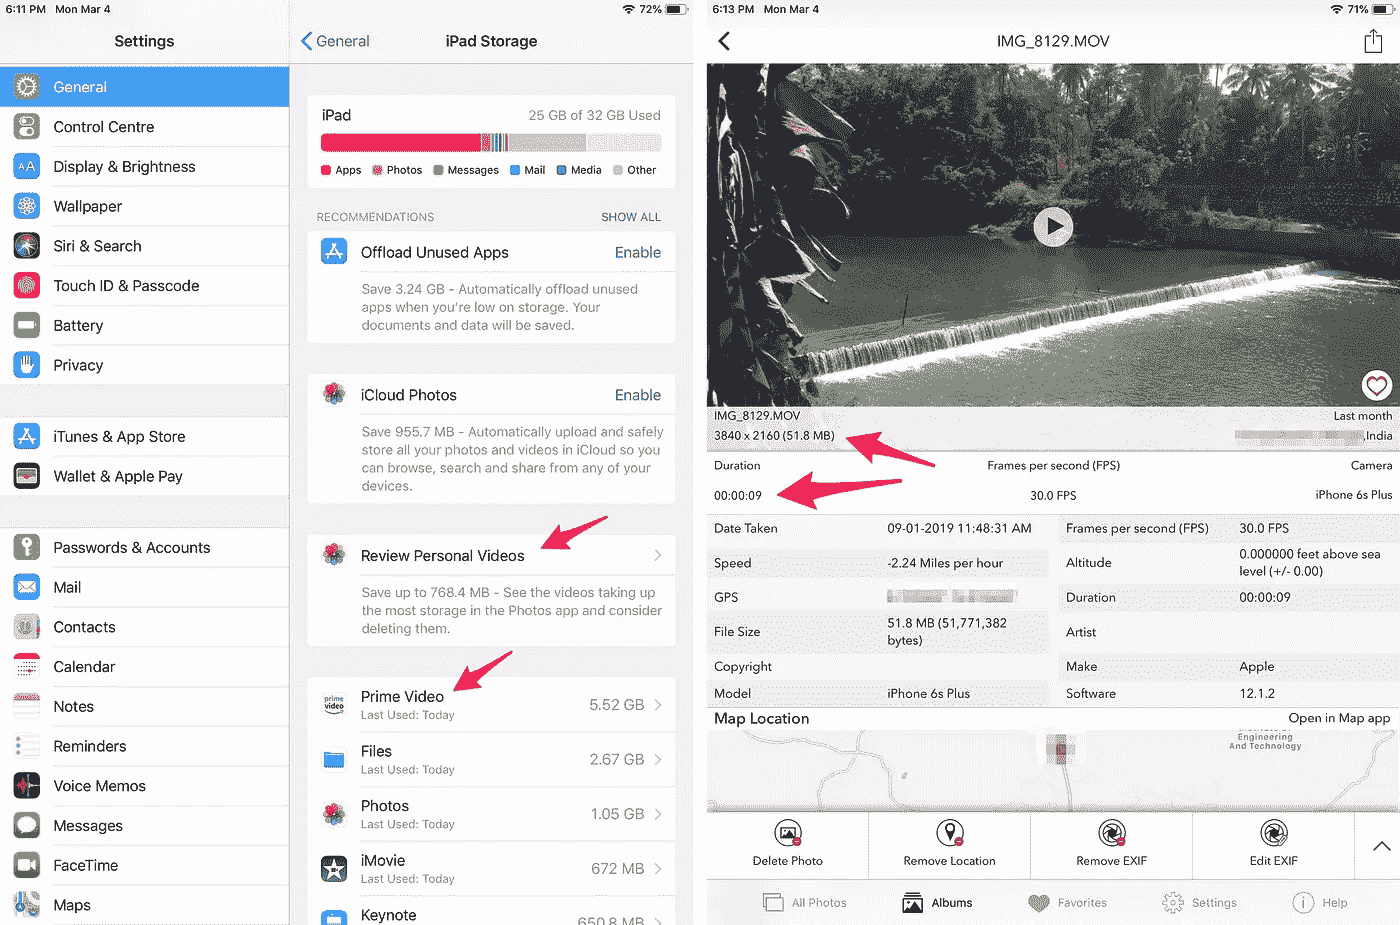 6:11 PM Mon Mar 4
72%
Settings
General
Control Centre
Display & Brightness
Wallpaper
Siri & Search
Touch ID & Passcode
Battery
Privacy
iTunes & App Store
Wallet & Apple Pay
Passwords & Accounts
Mail
Contacts
Calendar
Notes
Reminders
Voice Memos
Messages
FaceTime
Maps
General
iPad Storage
iPad
25 GB of 32 GB Used
Apps Photos Messages Mail Media Other
RECOMMENDATIONS
SHOW ALL
Offload Unused Apps
Enable
Save 3.24 GB - Automatically offload unused
apps when you're low on storage. Your
documents and data will be saved.
iCloud Photos
Enable
Save 955.7 MB - Automatically upload and safely
store all your photos and videos in iCloud so you
can browse, search and share from any of your
devices.
Review Personal Videos
Save up to 768.4 MB - See the videos taking up
the most storage in the Photos app and consider
deleting them.
prime
video
Prime Video
Last Used: Today
5.52 GB
Files
Last Used: Today
2.67 GB
Photos
Last Used: Today
1.05 GB
iMovie
Last Used: Today
672 MB
Keynote
650.8 MB
6:13 PM Mon Mar 4
71%
IMG_8129.MOV
IMG_8129.MOV
Last month
3840 x 2160 (51.8 MB)
,India
Duration
Frames per second (FPS)
Camera
00:00:09
30.0 FPS
iPhone 6s Plus
Date Taken
09-01-2019 11:48:31 AM
Frames per second (FPS)
30.0 FPS
Speed
-2.24 Miles per hour
Altitude
0.000000 feet above sea
level (+/- 0.00)
GPS
Duration
00:00:09
File Size
51.8 MB (51,771,382
bytes)
Artist
Copyright
Make
Apple
Model
iPhone 6s Plus
Software
12.1.2
Map Location
Open in Map app
Engineering
And Technology
Delete Photo
Remove Location
Remove EXIF
Edit EXIF
All Photos
Albums
Favorites
Settings
Help